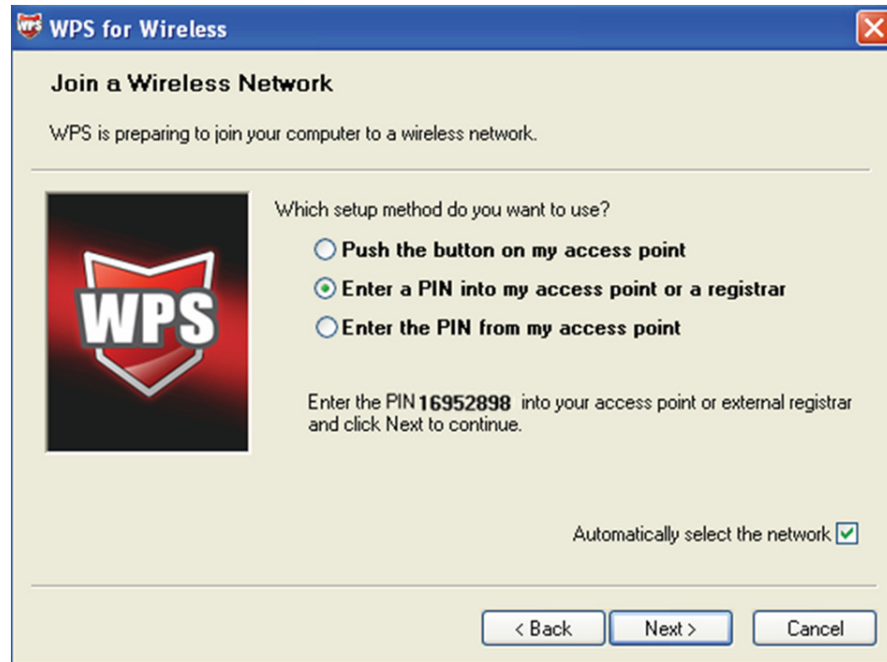 WPS for Wireless
Join a Wireless Network
WPS is preparing to join your computer to a wireless network.
Which setup method do you want to use?
Push the button on my access point
Enter a PIN into my access point or a registrar
Enter the PIN from my access point
WPS
Enter the PIN 16952898 into your access point or external registrar
and click Next to continue.
Automatically select the network
< Back
Next >
Cancel